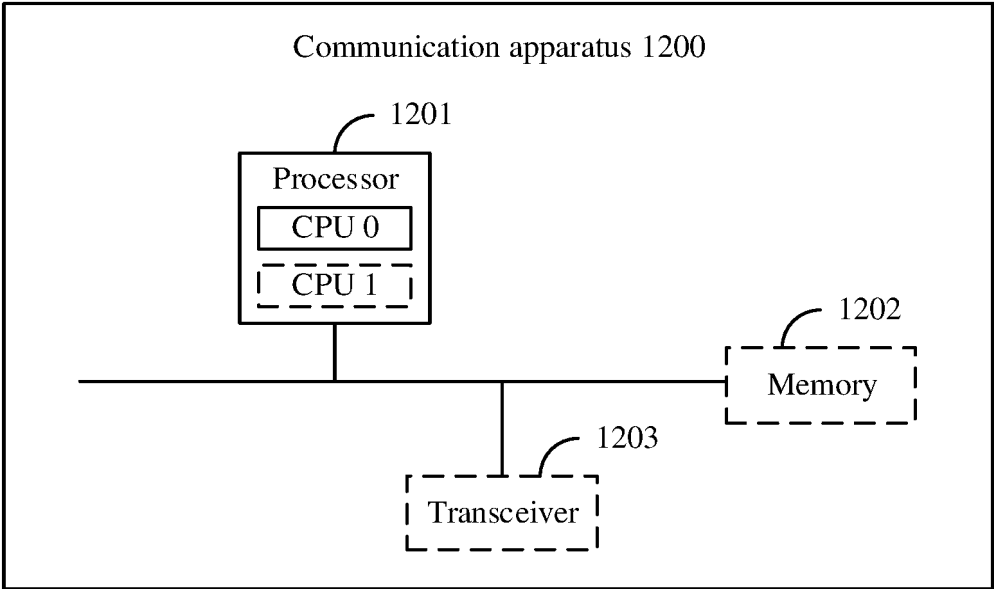 Communication apparatus 1200
1201
Processor
CPU 0
CPU 1
1202
Memory
1203
Transceiver